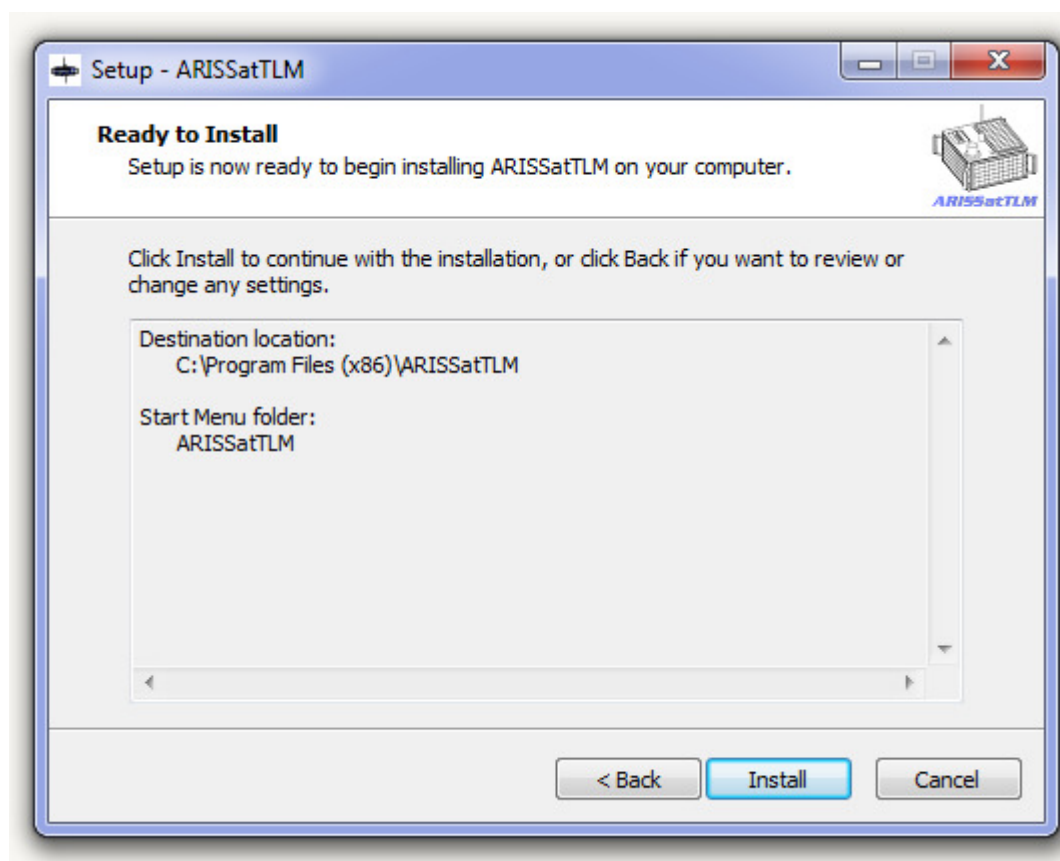 Setup - ARISSatTLM
Ready to Install
Setup is now ready to begin installing ARISSatTLM on your computer.
ARISSatTLM
Click Install to continue with the installation, or click Back if you want to review or
change any settings.
Destination location:
C:\Program Files (x86)\ARISSatTLM
Start Menu folder:
ARISSatTLM
< Back
Install
Cancel